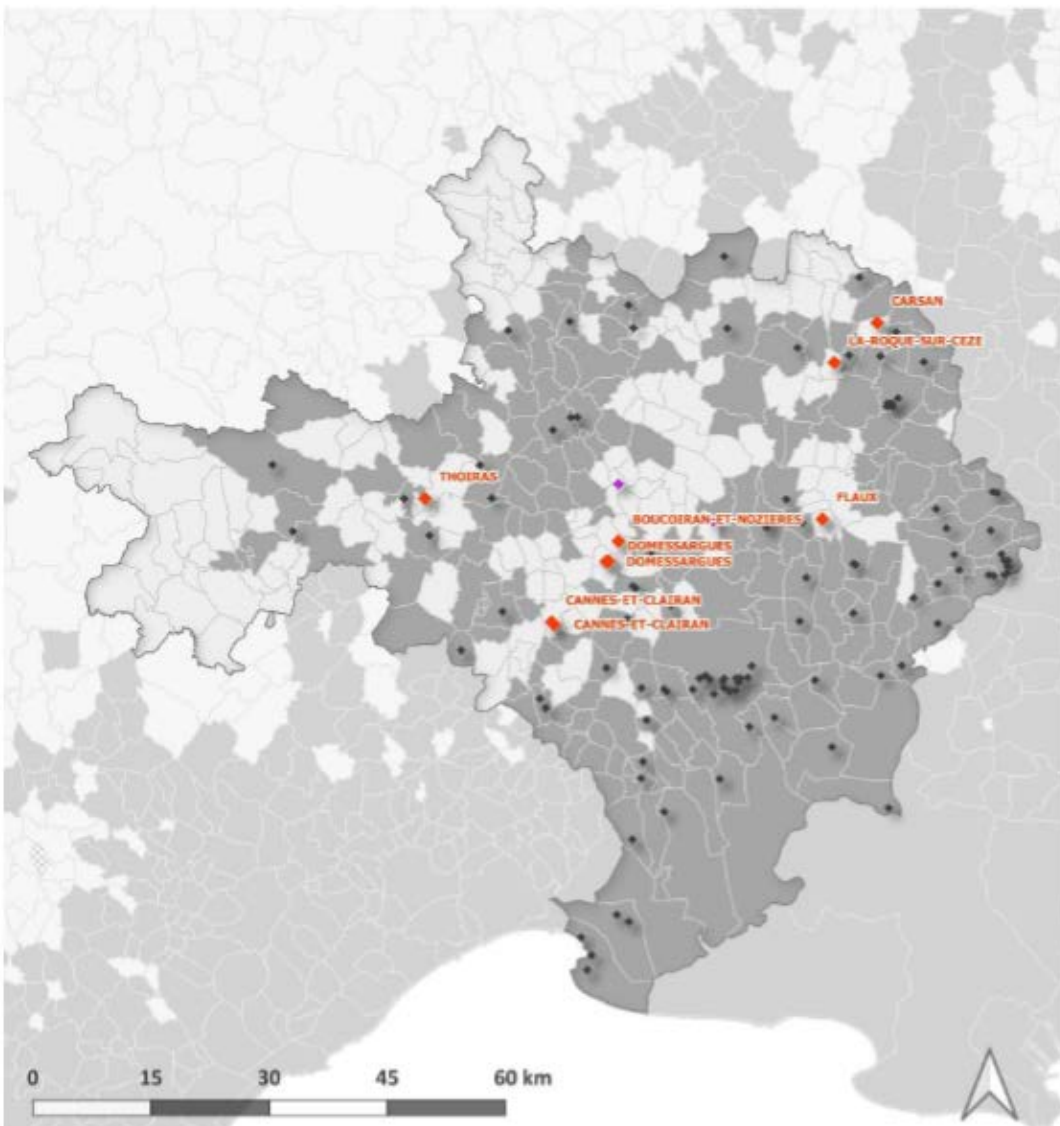 CARSAN
LA-ROQUE-SUR-CEZE
THOIRAS
FLAUX
BOUCOIRAN-ET-NOZIERES
DOMESSARGUES
DOMESSARGUES
CANNES-ET-CLAIRAN
CANNES-ET-CLAIRAN
0 15 30 45 60 km